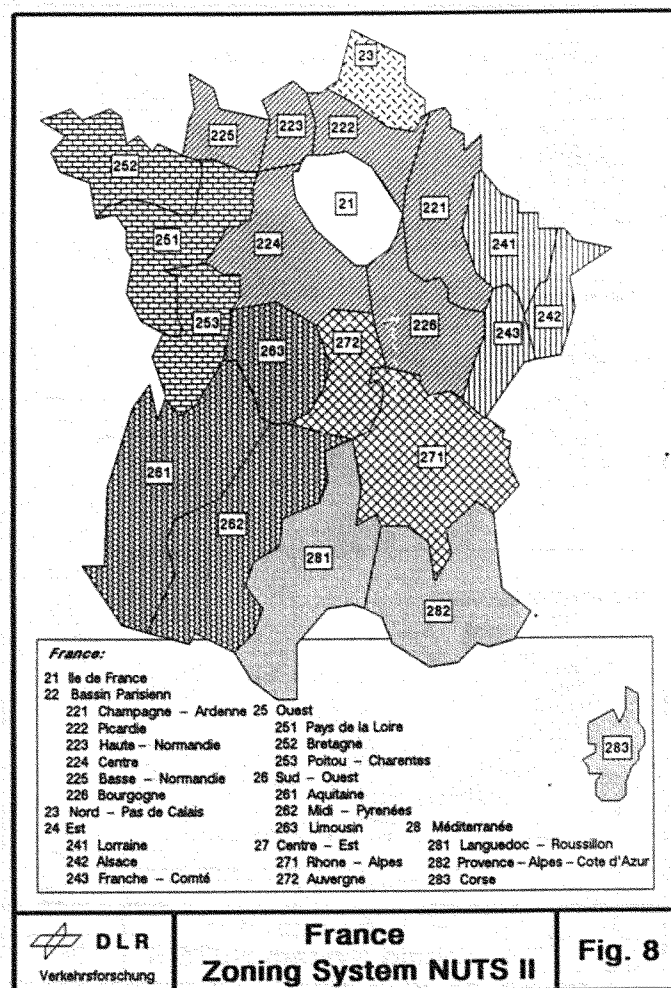 23
225
223
222
252
21
221
251
224
241
253
226
243
242
263
272
271
261
262
281
282
France:
21 Ile de France
22 Bassin Parisienn
221 Champagne – Ardenne
222 Picardie
223 Haute – Normandie
224 Centre
225 Basse – Normandie
226 Bourgogne
23 Nord – Pas de Calais
24 Est
241 Lorraine
242 Alsace
243 Franche – Comté
25 Ouest
251 Pays de la Loire
252 Bretagne
253 Poitou – Charentes
26 Sud – Ouest
261 Aquitaine
262 Midi – Pyrenées
263 Limousin
27 Centre – Est
271 Rhone – Alpes
272 Auvergne
28 Méditerranée
281 Languedoc – Roussillon
282 Provence – Alpes – Cote d'Azur
283 Corse
283
DLR
Verkehrsforschung
France
Zoning System NUTS II
Fig. 8